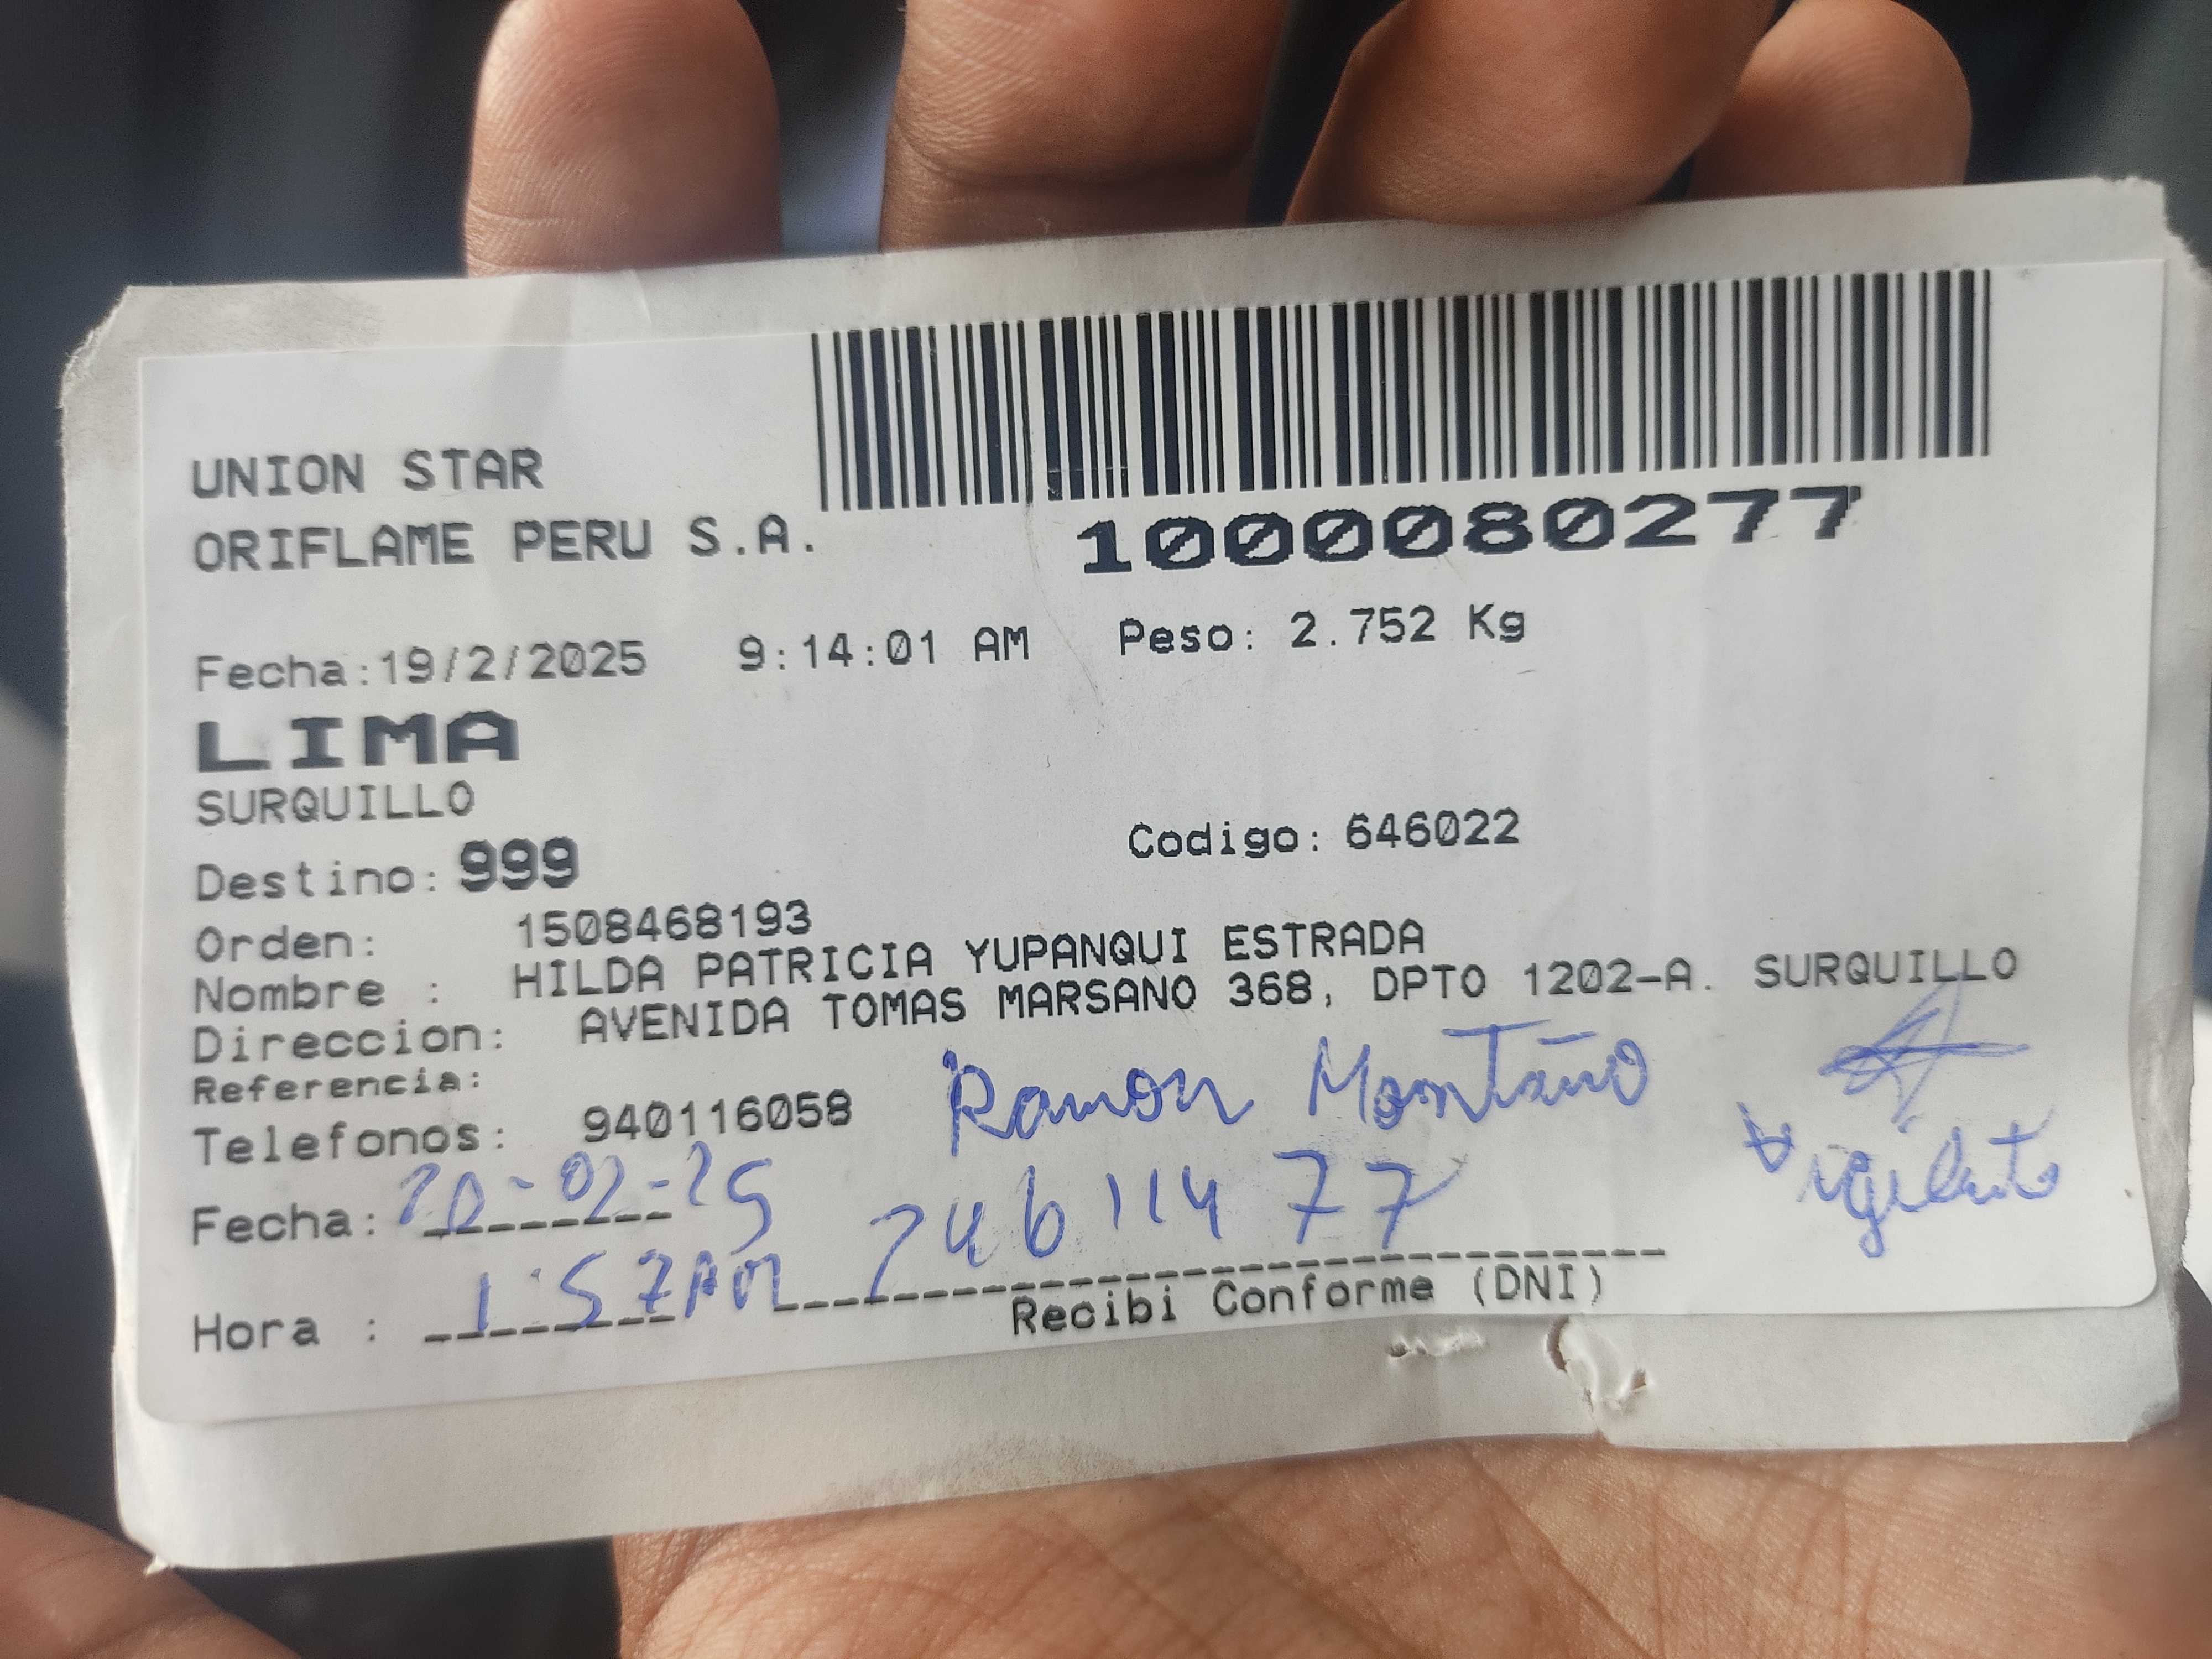 UNION STAR
ORIFLAME PERU S.A.
1000080277
Fecha:19/2/2025 9:14:01 AM Peso: 2.752 Kg
LIMA
SURQUILLO
Destino: 999 Codigo: 646022
Orden: 1508468193
Nombre : HILDA PATRICIA YUPANQUI ESTRADA
Direccion: AVENIDA TOMAS MARSANO 368, DPTO 1202-A. SURQUILLO
Referencia:
Telefonos: 940116058 Ramon Montaño
Vigilante
Fecha: 20-02-25
Hora : 1:57PM
Recibi Conforme (DNI)